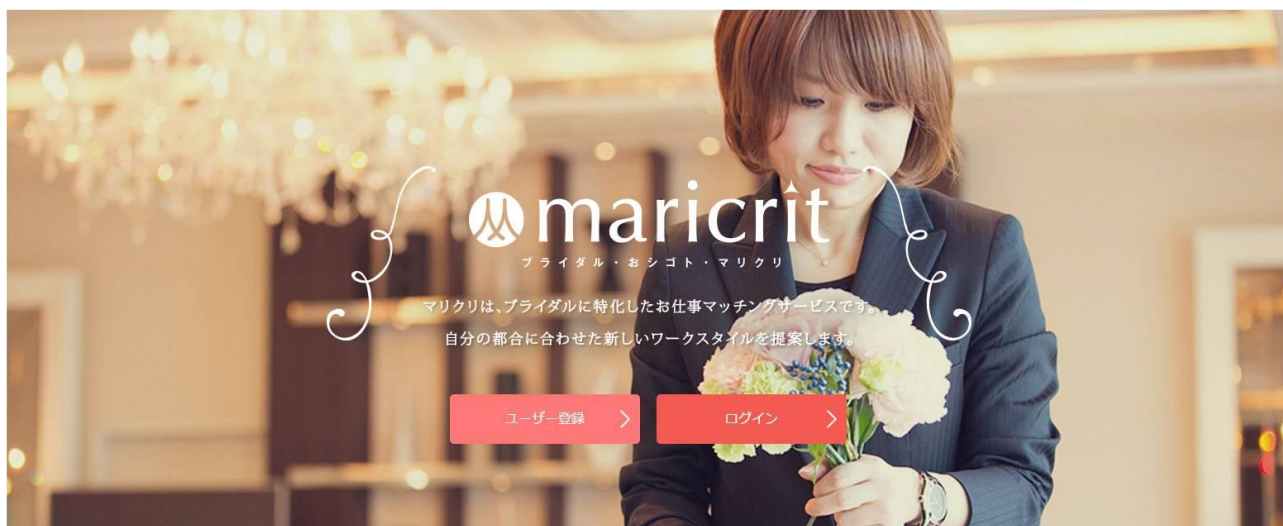 maricrit
ブライダル・おシゴト・マリクリ
マリクリは、ブライダルに特化したお仕事マッチングサービスです。
自分の都合に合わせた新しいワークスタイルを提案します。
ユーザー登録
ログイン